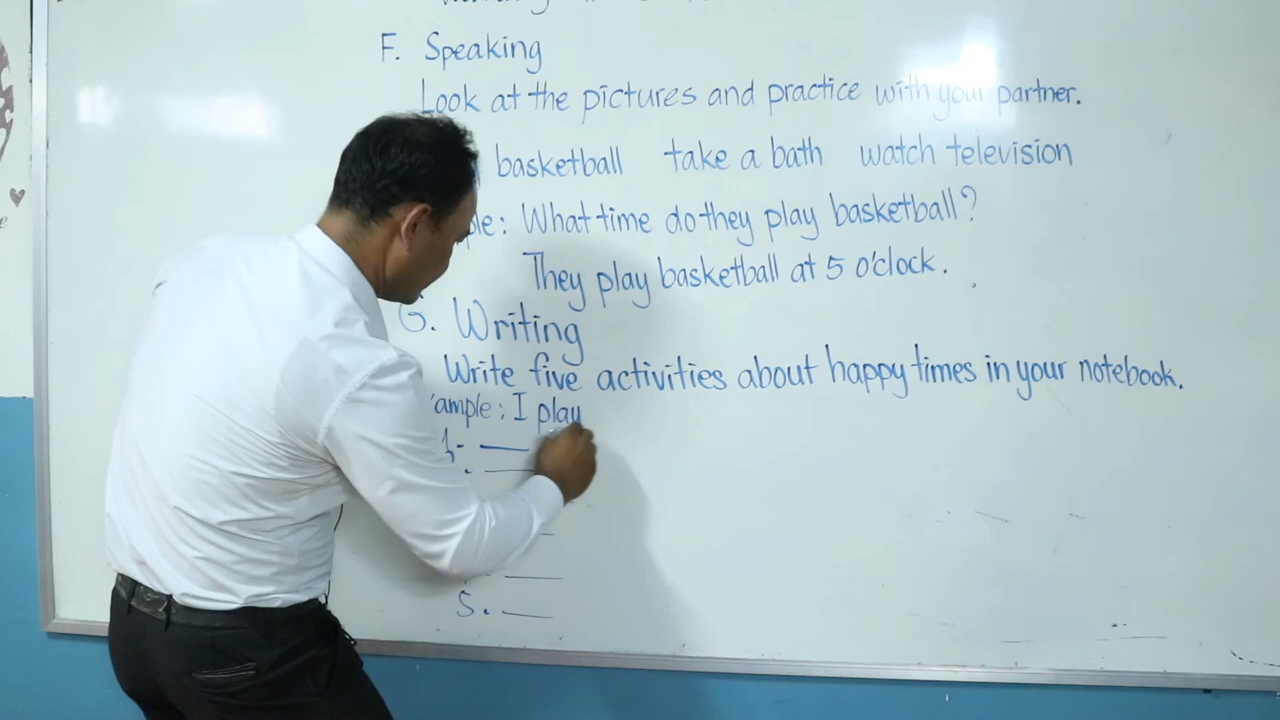 F. Speaking
Look at the pictures and practice with your partner.
basketball take a bath watch television
ple: What time do they play basketball?
They play basketball at 5 o'clock.
G. Writing
Write five activities about happy times in your notebook.
ample: I play
1-
5.